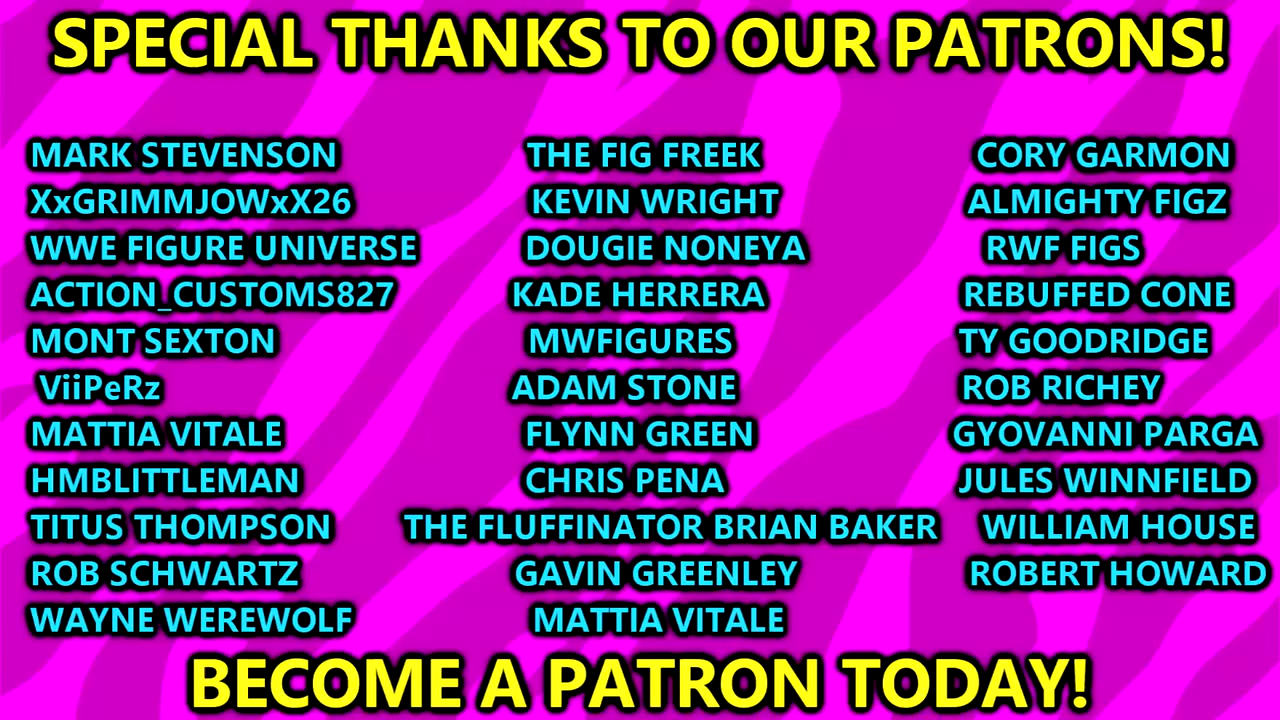 SPECIAL THANKS TO OUR PATRONS!
MARK STEVENSON THE FIG FREEK CORY GARMON
XxGRIMMJOWxX26 KEVIN WRIGHT ALMIGHTY FIGZ
WWE FIGURE UNIVERSE DOUGIE NONEYA RWF FIGS
ACTION_CUSTOMS827 KADE HERRERA REBUFFED CONE
MONT SEXTON MWFIGURES TY GOODRIDGE
ViiPeRz ADAM STONE ROB RICHEY
MATTIA VITALE FLYNN GREEN GYOVANNI PARGA
HMBLITTLEMAN CHRIS PENA JULES WINNFIELD
TITUS THOMPSON THE FLUFFINATOR BRIAN BAKER WILLIAM HOUSE
ROB SCHWARTZ GAVIN GREENLEY ROBERT HOWARD
WAYNE WEREWOLF MATTIA VITALE
BECOME A PATRON TODAY!